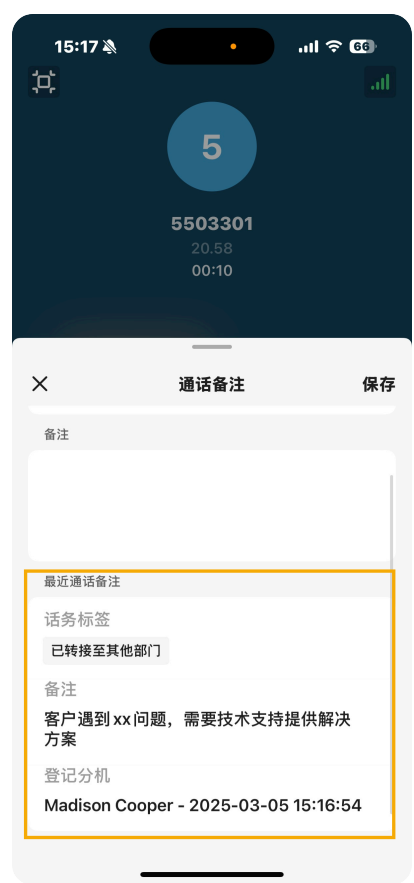 15:17
66
5
5503301
20.58
00:10
通话备注
保存
备注
最近通话备注
话务标签
已转接至其他部门
备注
客户遇到 xx 问题，需要技术支持提供解决
方案
登记分机
Madison Cooper - 2025-03-05 15:16:54